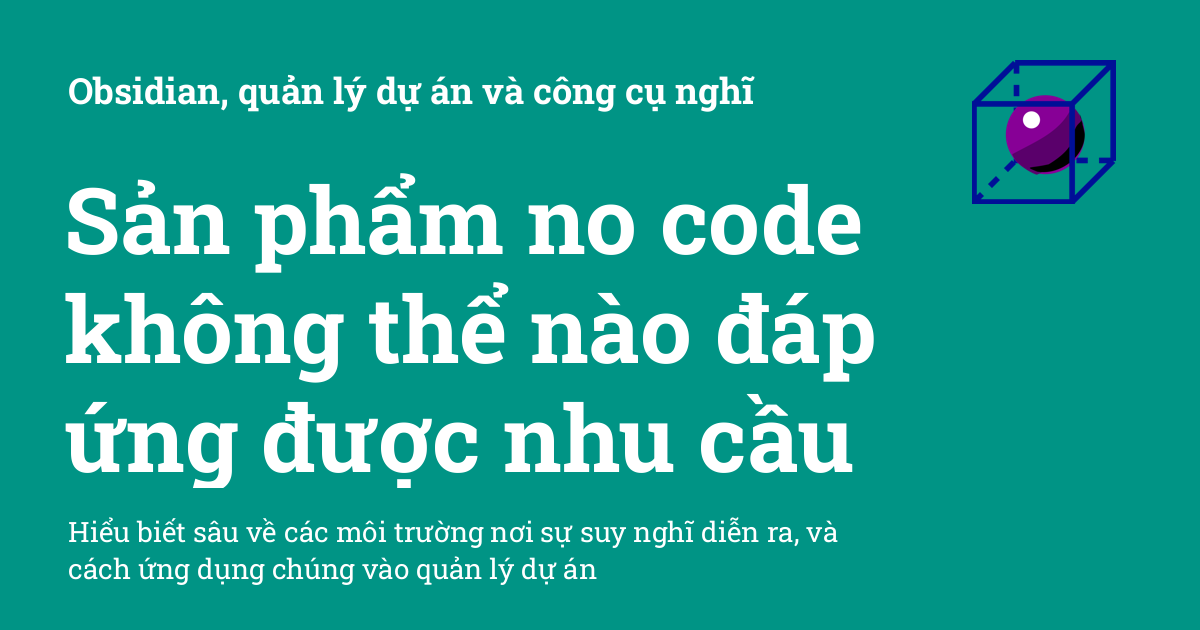 Obsidian, quản lý dự án và công cụ nghĩ
Sản phẩm no code
không thể nào đáp
ứng được nhu cầu
Hiểu biết sâu về các môi trường nơi sự suy nghĩ diễn ra, và
cách ứng dụng chúng vào quản lý dự án